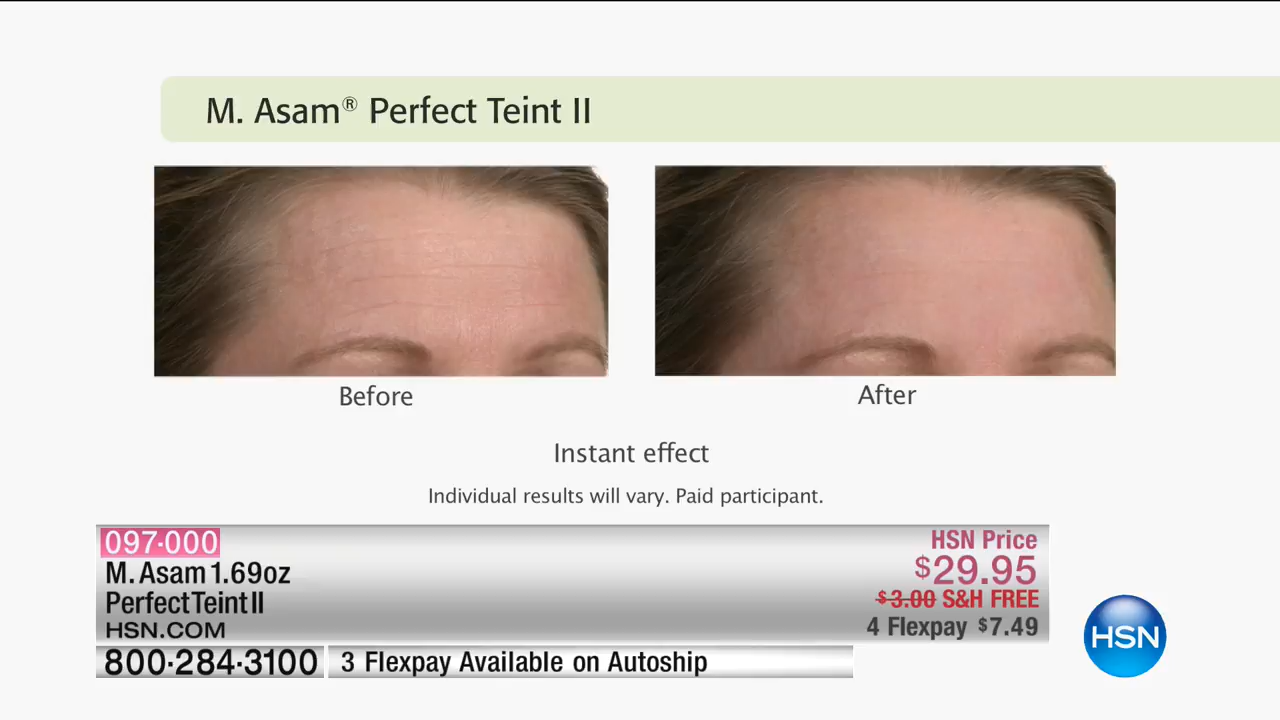 M. Asam® Perfect Teint II
Before
After
Instant effect
Individual results will vary. Paid participant.
097·000
M. Asam 1.69oz
Perfect Teint II
HSN.COM
800·284·3100
HSN Price
$29.95
$3.00 S&H FREE
4 Flexpay $7.49
3 Flexpay Available on Autoship
HSN